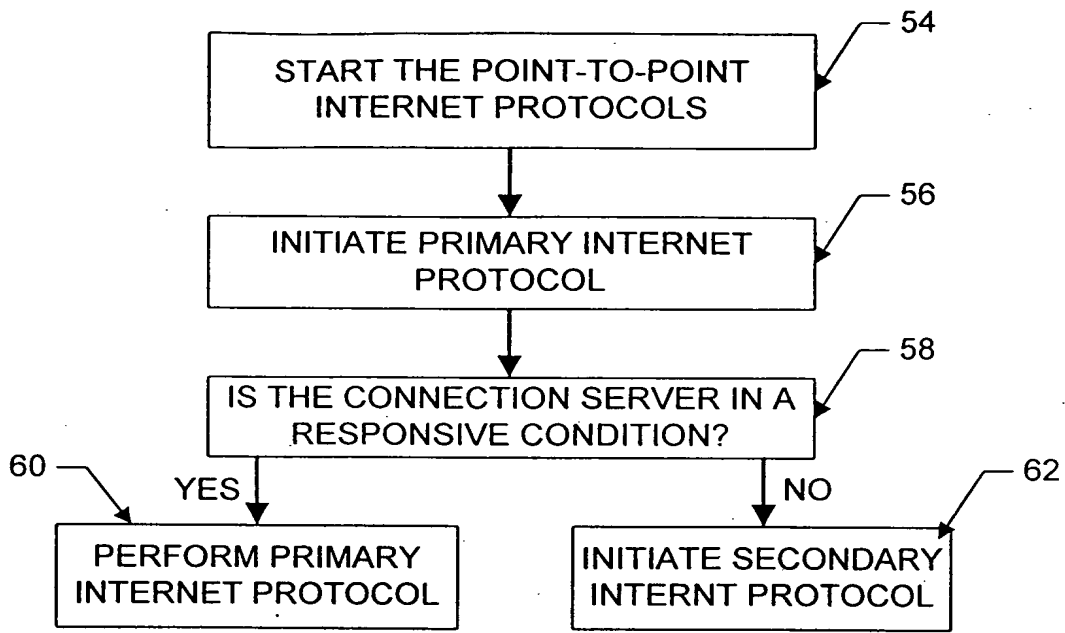 54
START THE POINT-TO-POINT
INTERNET PROTOCOLS
56
INITIATE PRIMARY INTERNET
PROTOCOL
58
IS THE CONNECTION SERVER IN A
RESPONSIVE CONDITION?
60
YES
NO
62
PERFORM PRIMARY
INTERNET PROTOCOL
INITIATE SECONDARY
INTERNT PROTOCOL